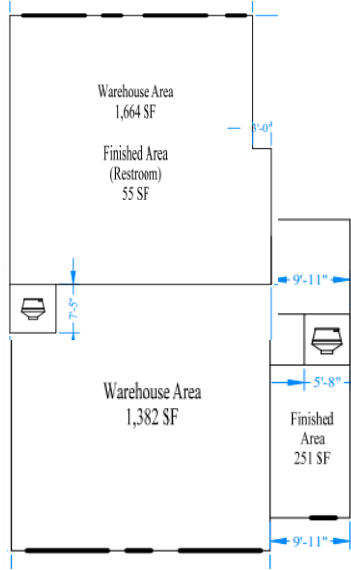 Warehouse Area
1,664 SF
3'-0"
Finished Area
(Restroom)
55 SF
9'-11"
7'-5"
5'-8"
Warehouse Area
1,382 SF
Finished
Area
251 SF
9'-11"